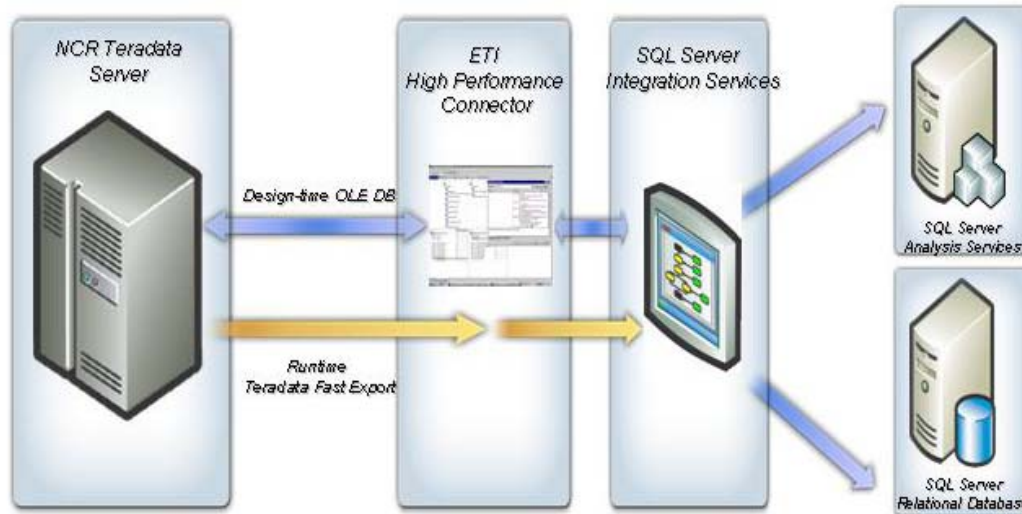 NCR Teradata
Server
ETI
High Performance
Connector
SQL Server
Integration Services
Design-time OLE DB
Runtime
Teradata Fast Export
SQL Server
Analysis Services
SQL Server
Relational Database